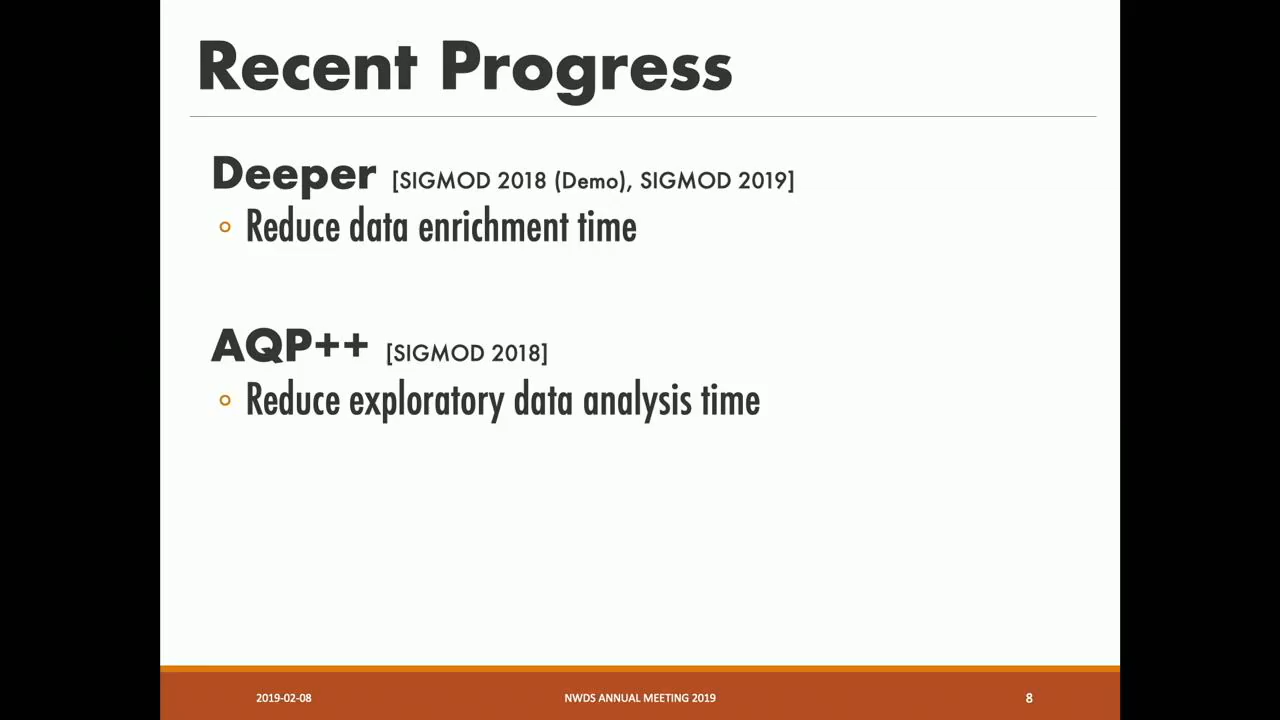 Recent Progress
Deeper [SIGMOD 2018 (Demo), SIGMOD 2019]
◦ Reduce data enrichment time
AQP++ [SIGMOD 2018]
◦ Reduce exploratory data analysis time
2019-02-08 NWDS ANNUAL MEETING 2019 8